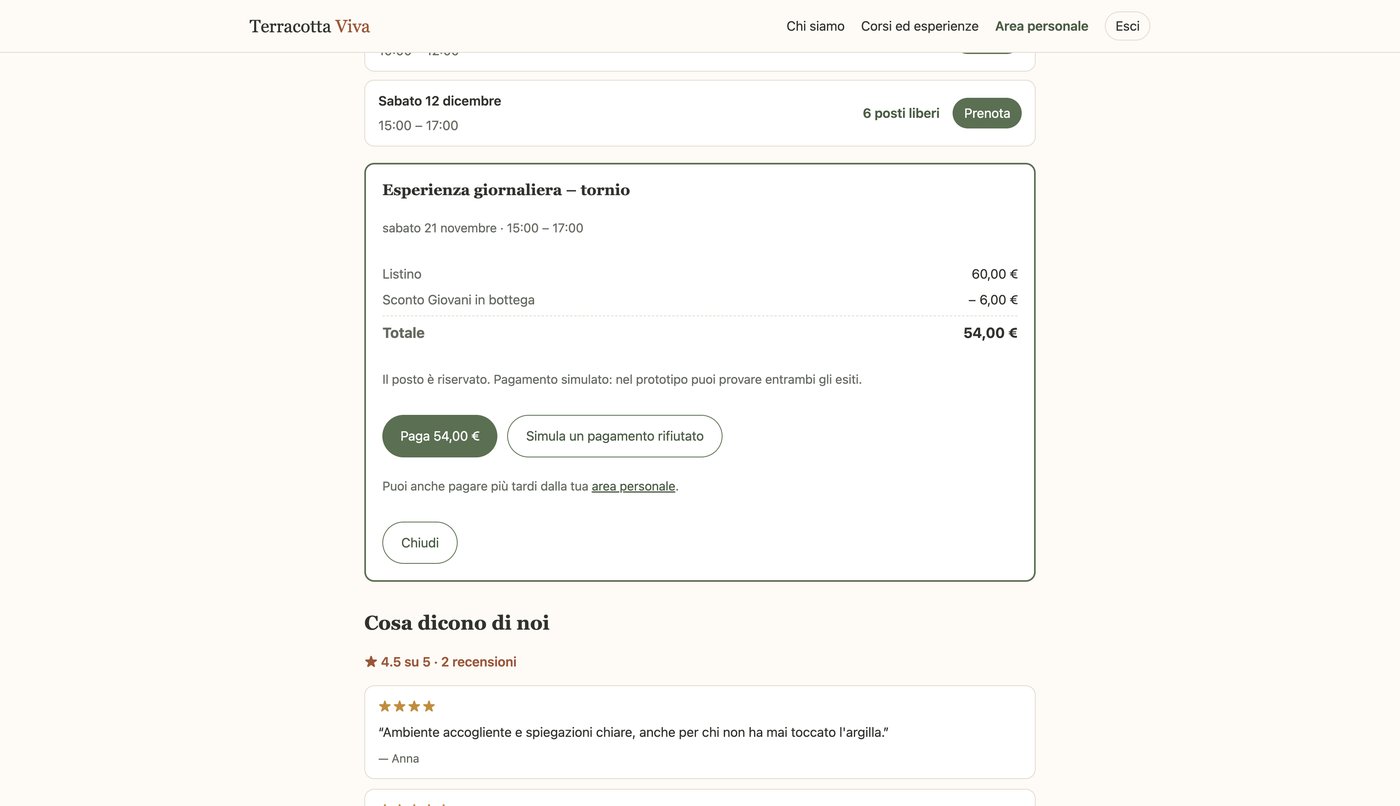 Terracotta Viva
Chi siamo
Corsi ed esperienze
Area personale
Esci
Sabato 12 dicembre
15:00 – 17:00
6 posti liberi
Prenota
Esperienza giornaliera – tornio
sabato 21 novembre · 15:00 – 17:00
Listino 60,00 €
Sconto Giovani in bottega – 6,00 €
Totale 54,00 €
Il posto è riservato. Pagamento simulato: nel prototipo puoi provare entrambi gli esiti.
Paga 54,00 €
Simula un pagamento rifiutato
Puoi anche pagare più tardi dalla tua area personale.
Chiudi
Cosa dicono di noi
★ 4.5 su 5 · 2 recensioni
★★★★
“Ambiente accogliente e spiegazioni chiare, anche per chi non ha mai toccato l'argilla.”
— Anna